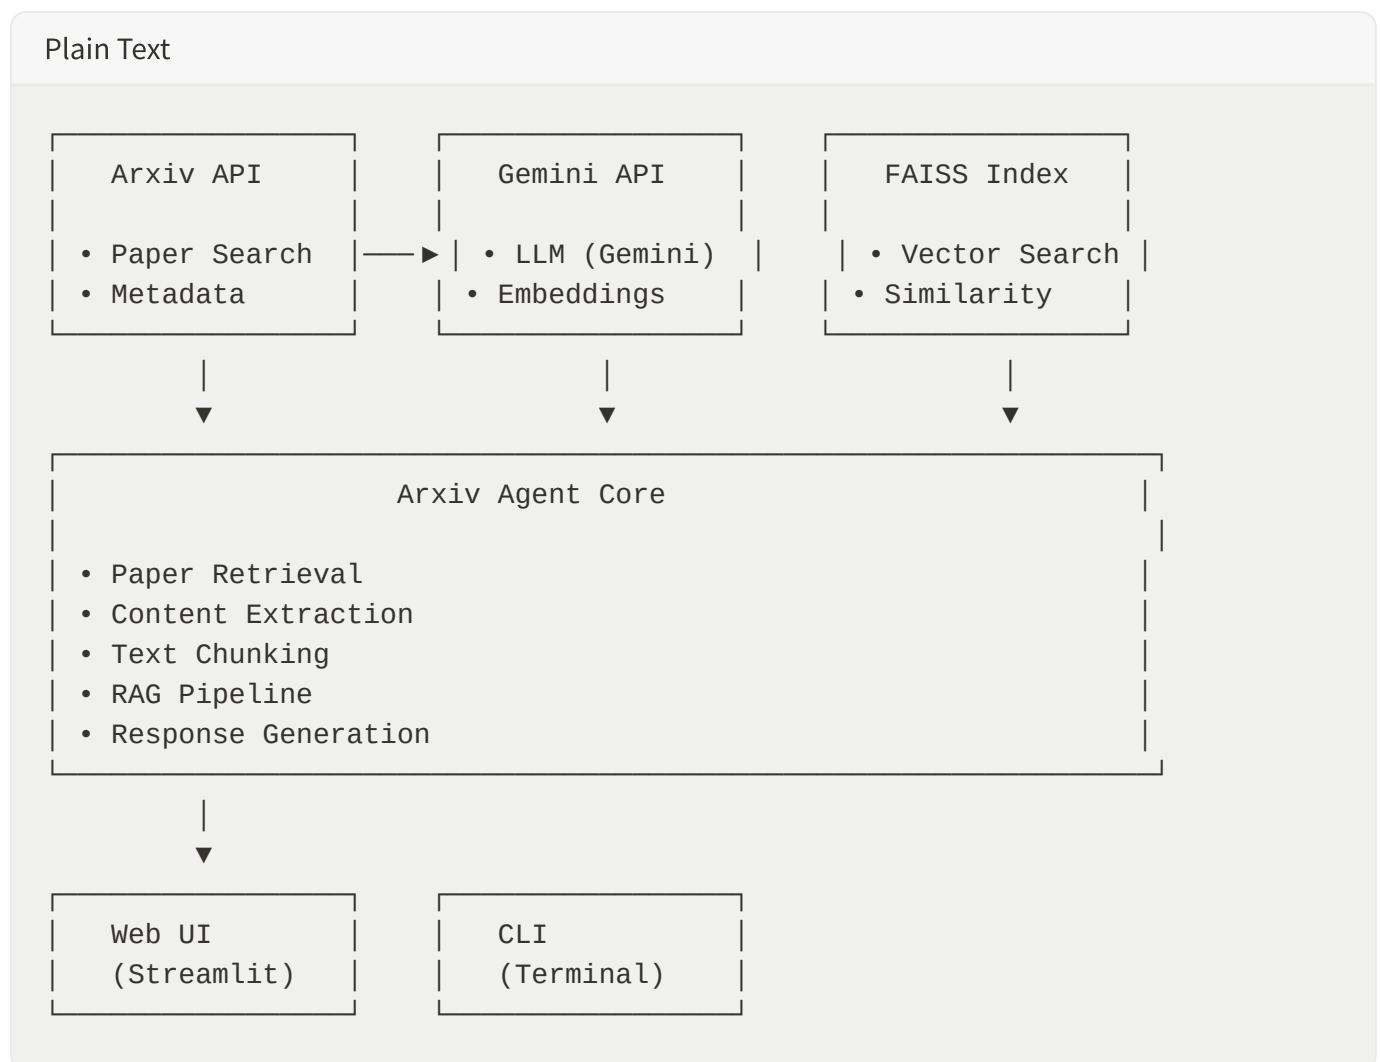 Plain Text
Arxiv API Gemini API FAISS Index
• Paper Search • LLM (Gemini) • Vector Search
• Metadata • Embeddings • Similarity
Arxiv Agent Core
• Paper Retrieval
• Content Extraction
• Text Chunking
• RAG Pipeline
• Response Generation
Web UI CLI
(Streamlit) (Terminal)